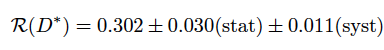 ℛ(D*) = 0.302 ± 0.030(stat) ± 0.011(syst)